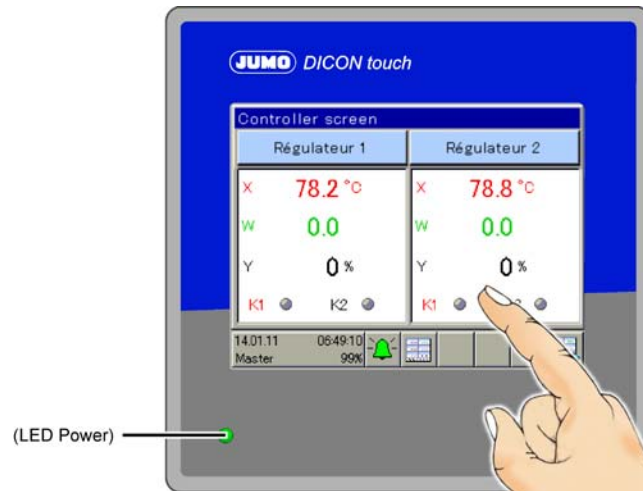 JUMO DICON touch
Controller screen
Régulateur 1 Régulateur 2
X 78.2 °C X 78.8 °C
W 0.0 W 0.0
Y 0 % Y 0 %
K1 K2 K1
14.01.11 06:49:10
Master 99%
(LED Power)